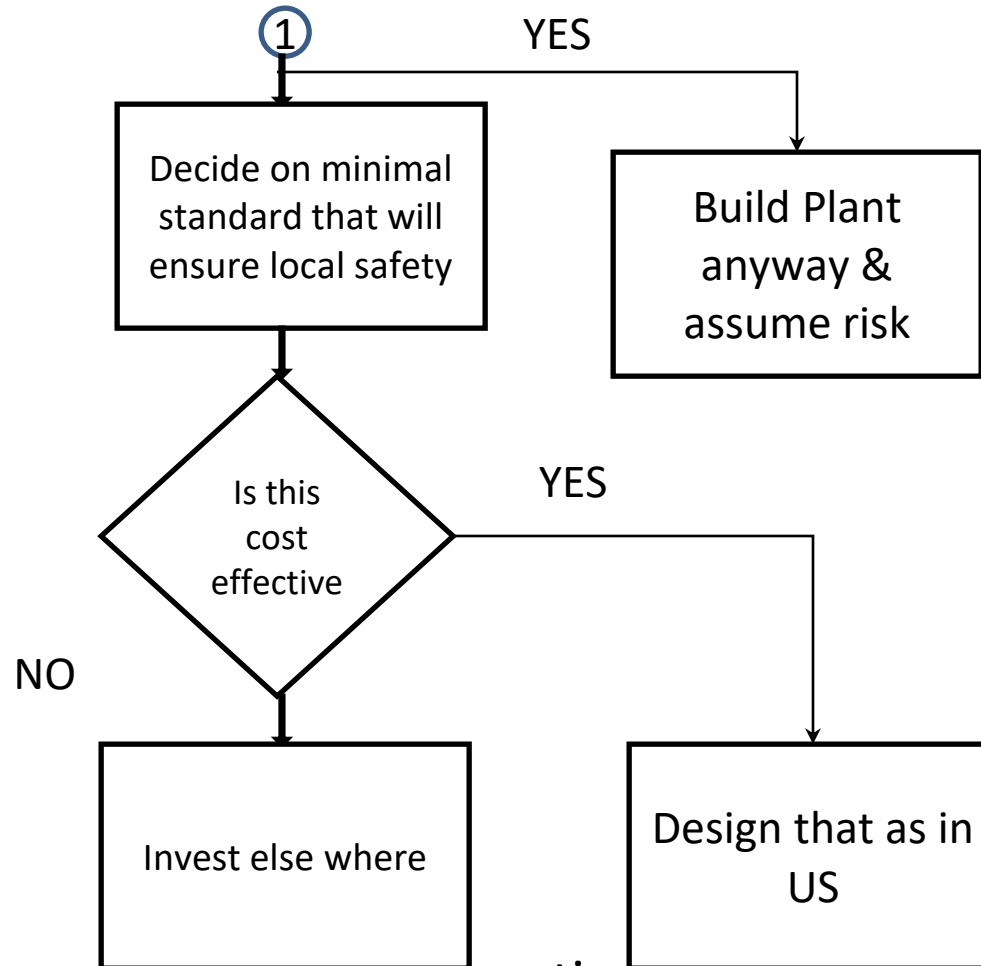 1
YES
Decide on minimal
standard that will
ensure local safety
Build Plant
anyway &
assume risk
Is this
cost
effective
YES
NO
Invest else where
Design that as in
US